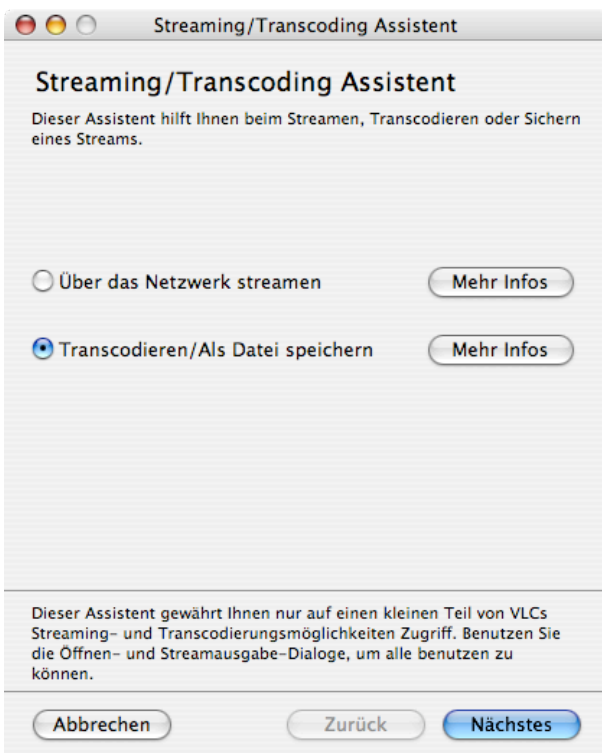 Streaming/Transcoding Assistent
Streaming/Transcoding Assistent
Dieser Assistent hilft Ihnen beim Streamen, Transcodieren oder Sichern
eines Streams.
Über das Netzwerk streamen
Mehr Infos
Transcodieren/Als Datei speichern
Mehr Infos
Dieser Assistent gewährt Ihnen nur auf einen kleinen Teil von VLCs
Streaming- und Transcodierungsmöglichkeiten Zugriff. Benutzen Sie
die Öffnen- und Streamausgabe-Dialoge, um alle benutzen zu
können.
Abbrechen
Zurück
Nächstes